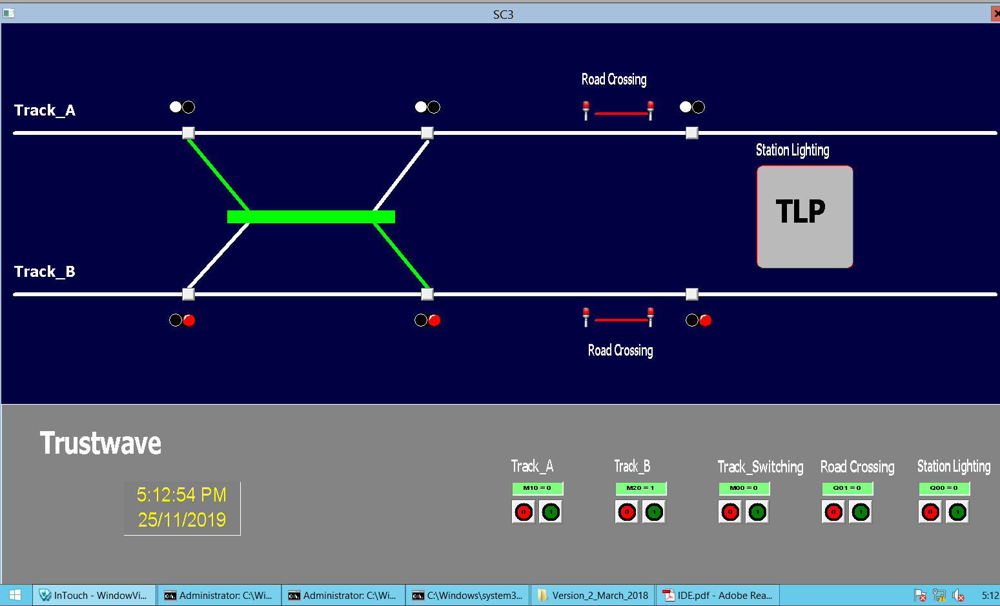 SC3
Road Crossing
Track_A
Station Lighting
TLP
Track_B
Road Crossing
Trustwave
5:12:54 PM
25/11/2019
Track_A Track_B Track_Switching Road Crossing Station Lighting
M10 = 0 M20 = 1 M00 = 0 Q01 = 0 Q00 = 0
0 1 0 1 0 1 0 1 0 1
InTouch - WindowVi... Administrator: C:\Wi... Administrator: C:\Wi... C:\Windows\system3... Version_2_March_2018 IDE.pdf - Adobe Rea... 5:12